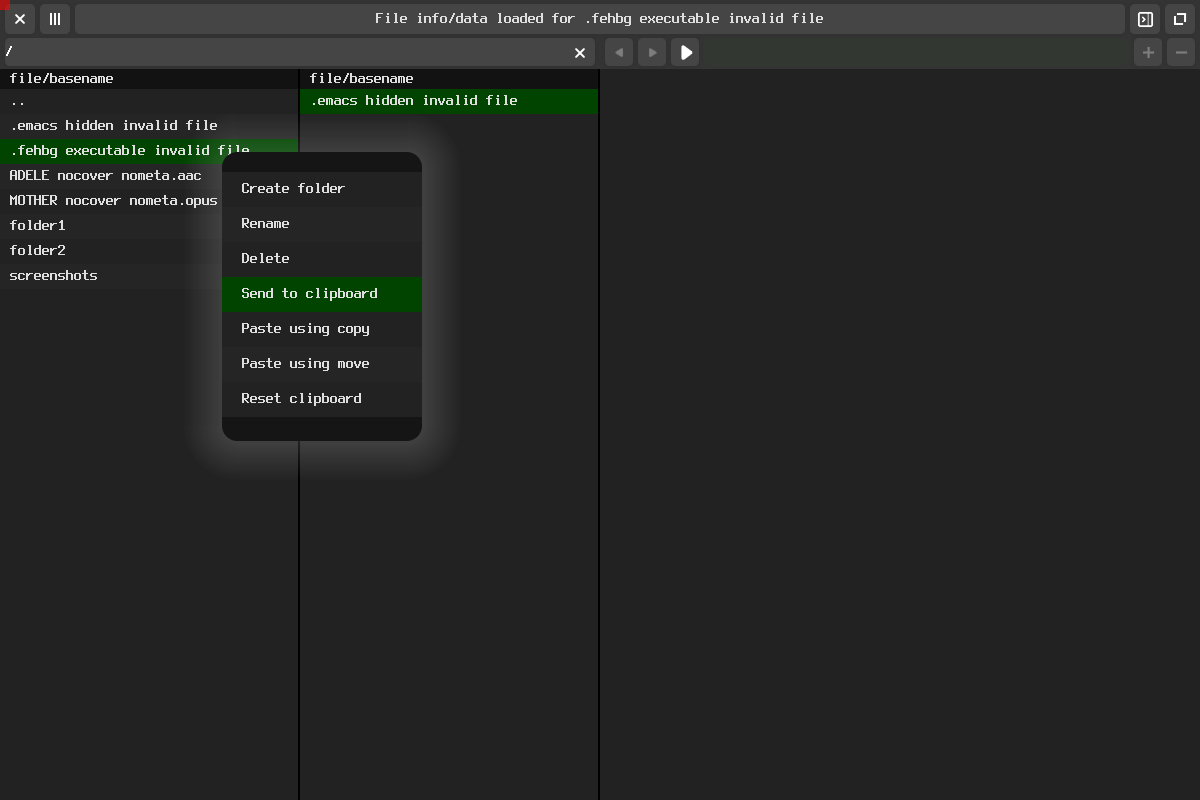 File info/data loaded for .fehbg executable invalid file
/
file/basename
..
.emacs hidden invalid file
.fehbg executable invalid file
ADELE nocover nometa.aac
MOTHER nocover nometa.opus
folder1
folder2
screenshots
file/basename
.emacs hidden invalid file
Create folder
Rename
Delete
Send to clipboard
Paste using copy
Paste using move
Reset clipboard